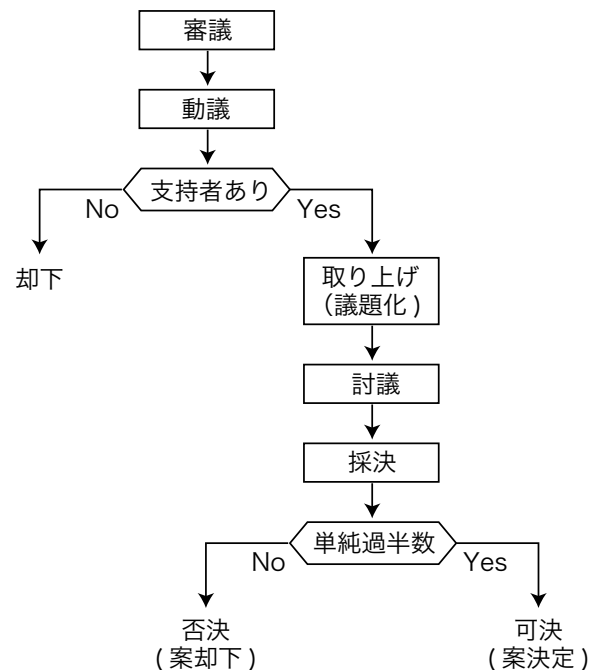 審議
動議
支持者あり
No
Yes
却下
取り上げ
（議題化 )
討議
採決
単純過半数
No
Yes
否決
( 案却下 )
可決
( 案決定 )